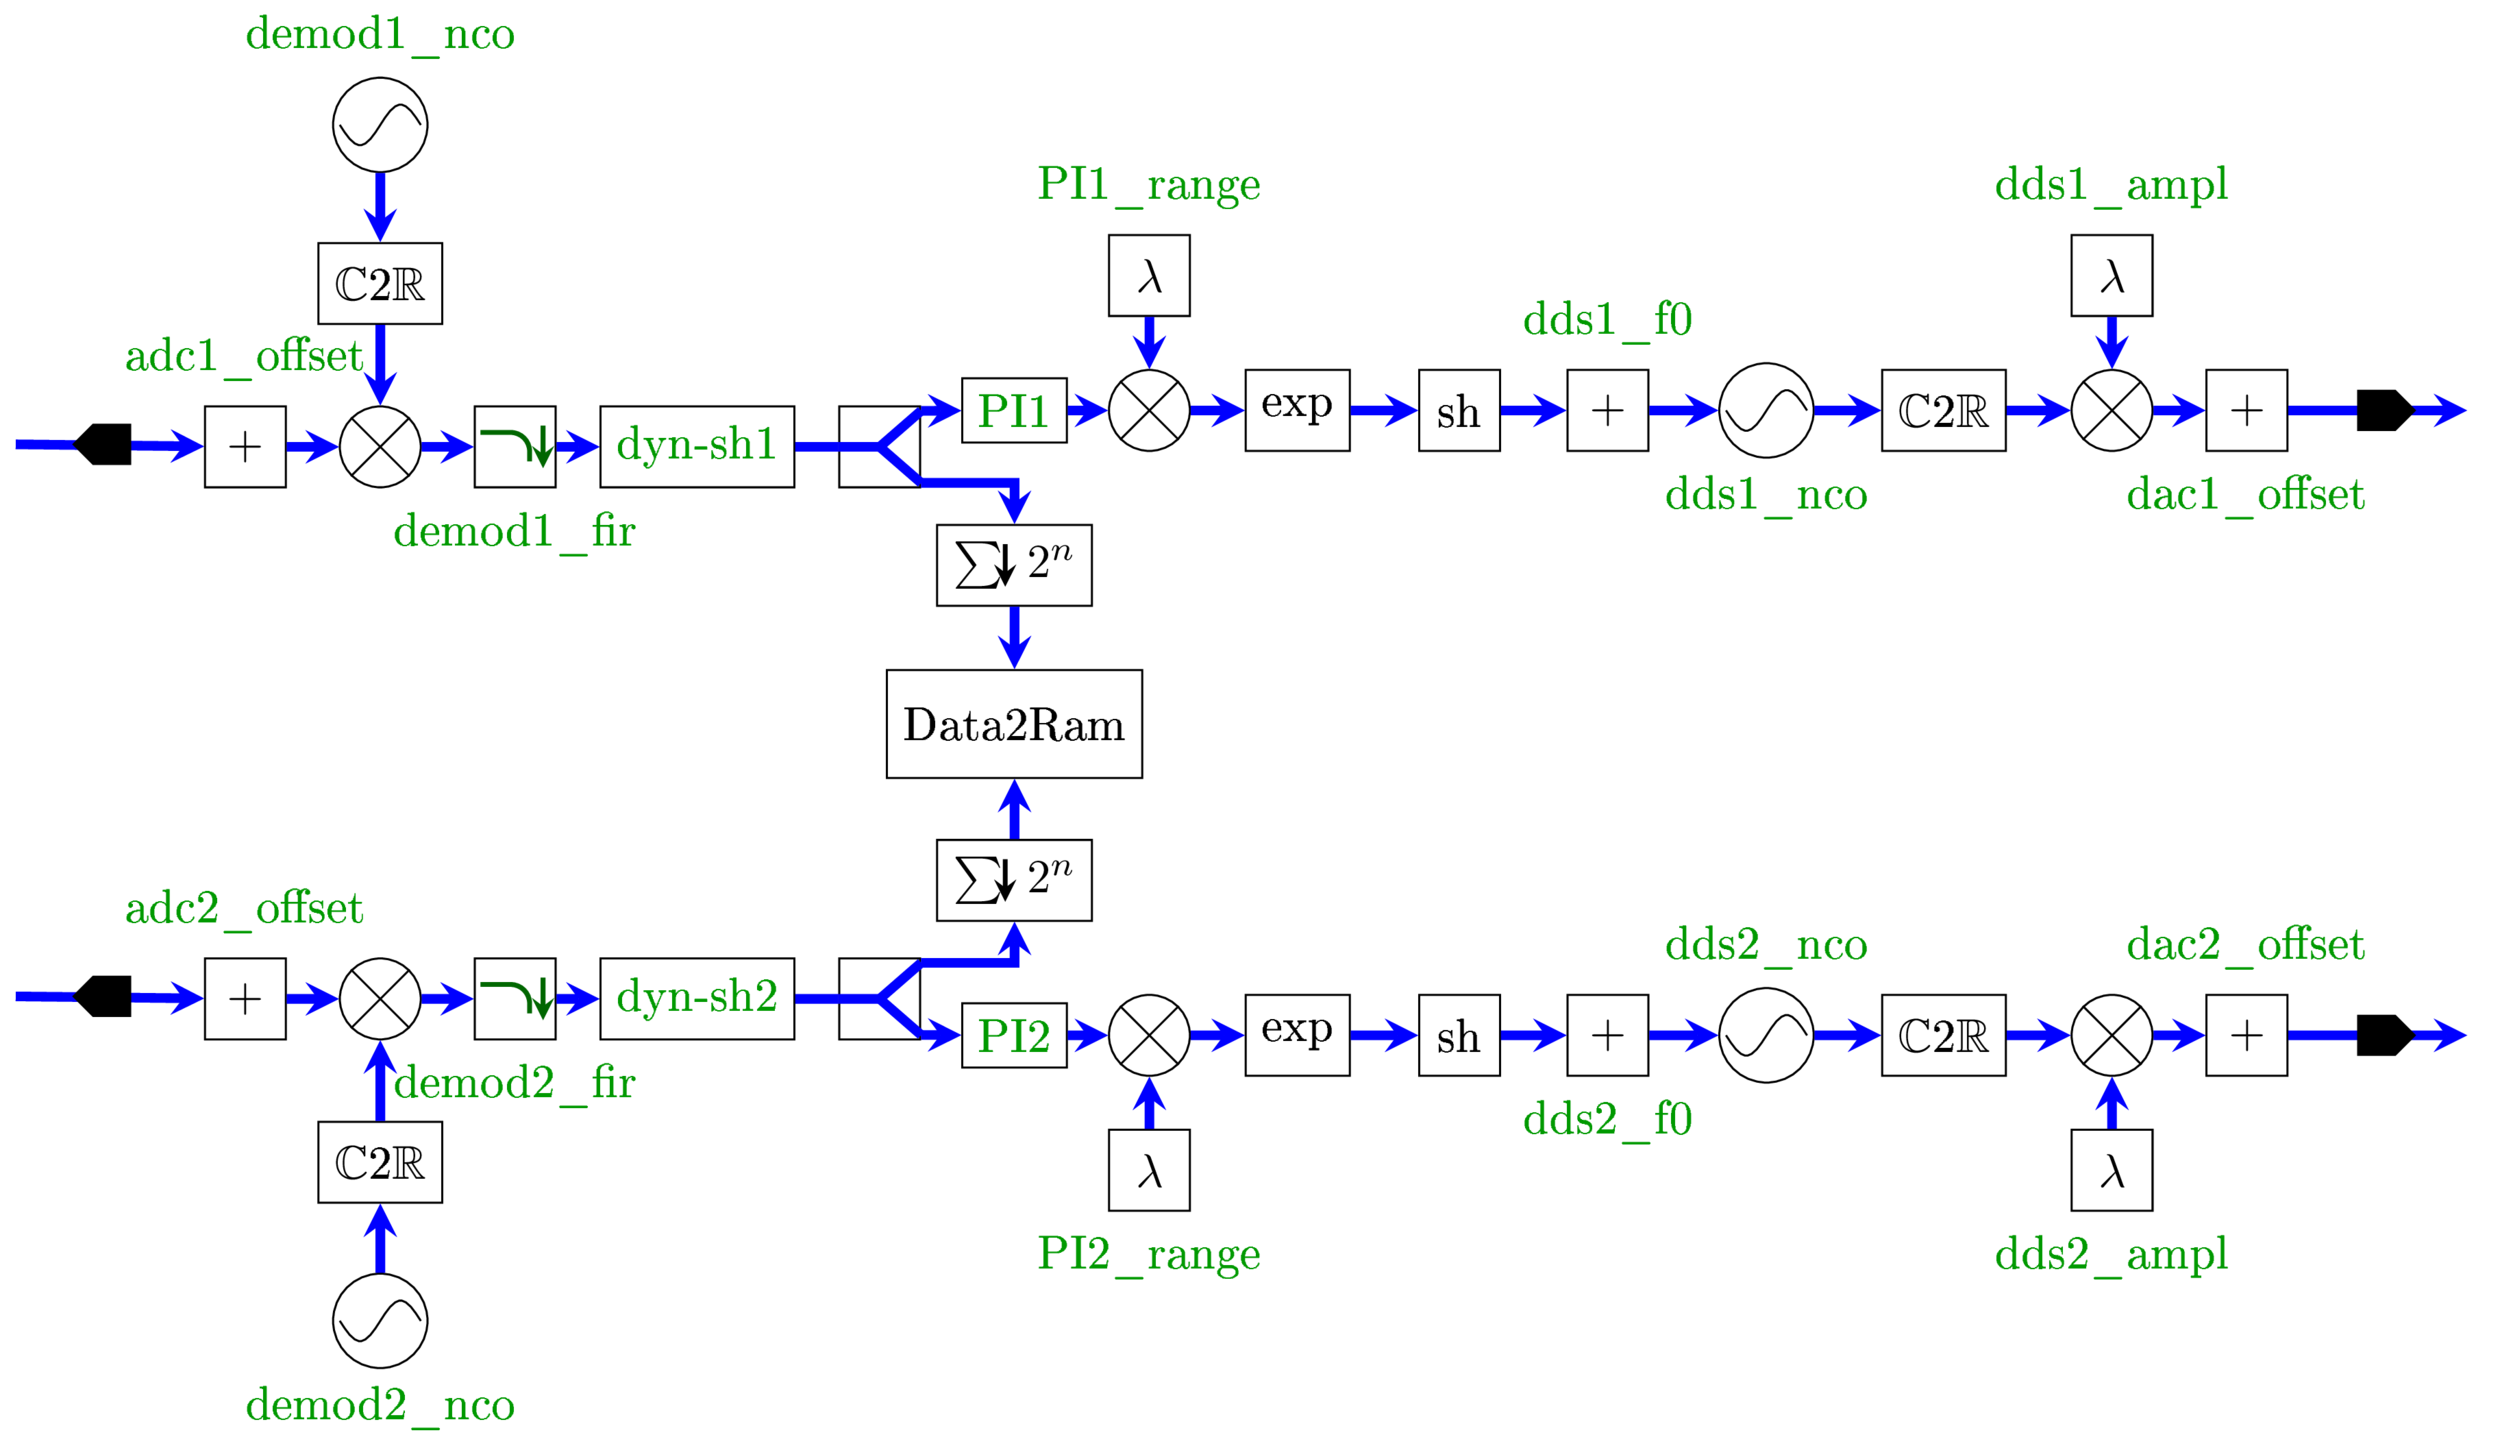 demod1_nco
PI1_range
dds1_ampl
ℂ2ℝ
λ
λ
adc1_offset
dds1_f0
+
dyn-sh1
PI1
exp
sh
+
ℂ2ℝ
+
demod1_fir
dds1_nco
dac1_offset
∑↓ 2ⁿ
Data2Ram
∑↓ 2ⁿ
adc2_offset
dds2_nco
dac2_offset
+
dyn-sh2
PI2
exp
sh
+
ℂ2ℝ
+
demod2_fir
dds2_f0
ℂ2ℝ
λ
λ
PI2_range
dds2_ampl
demod2_nco